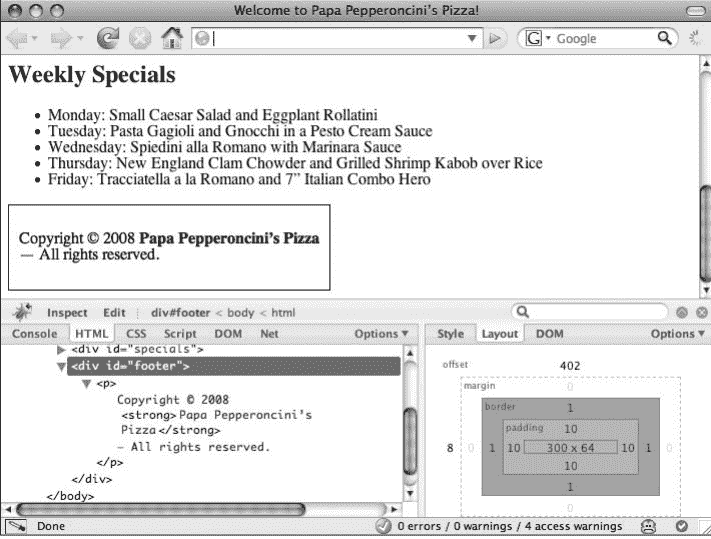 Welcome to Papa Pepperoncini's Pizza!
G Google
Weekly Specials
• Monday: Small Caesar Salad and Eggplant Rollatini
• Tuesday: Pasta Gagioli and Gnocchi in a Pesto Cream Sauce
• Wednesday: Spiedini alla Romano with Marinara Sauce
• Thursday: New England Clam Chowder and Grilled Shrimp Kabob over Rice
• Friday: Tracciatella a la Romano and 7” Italian Combo Hero
Copyright © 2008 Papa Pepperoncini's Pizza
— All rights reserved.
Inspect Edit div#footer < body < html
Console HTML CSS Script DOM Net Options
Style Layout DOM Options
<div id="specials">
<div id="footer">
<p>
Copyright © 2008
<strong>Papa Pepperoncini's
Pizza</strong>
— All rights reserved.
</p>
</div>
</body>
offset 402
margin 0
border 1
padding 10
8 0 1 10 300 x 64 10 1 0
10
1
0
Done
0 errors / 0 warnings / 4 access warnings